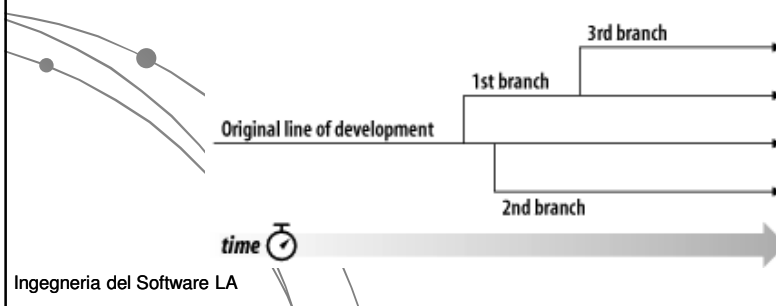 3rd branch
1st branch
Original line of development
2nd branch
time
Ingegneria del Software LA